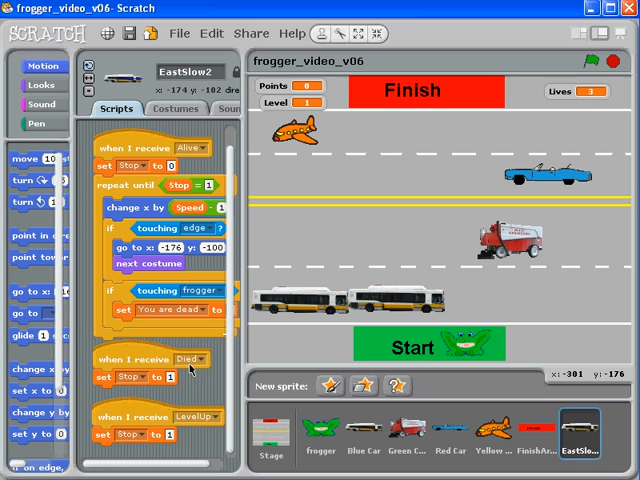 frogger_video_v06- Scratch
SCRATCH
File Edit Share Help
Motion
Looks
Sound
Pen
move 10
turn
turn
point in
point towar
go to x:
go to
glide 1
change x
set x to 0
change y by
set y to 0
if on edge,
EastSlow2
x: -174 y: -102
Scripts
Costumes
Soun
when I receive Alive
set Stop to 0
repeat until Stop = 1
change x by Speed - 1
if touching edge ?
go to x: -176 y: -100
next costume
if touching frogger
set You are dead to
when I receive Died
set Stop to 1
when I receive LevelUp
set Stop to 1
frogger_video_v06
Points 0
Level 1
Finish
Lives 3
Start
x: -301 y: -176
New sprite:
Stage
frogger
Blue Car
Green C...
Red Car
Yellow ...
FinishAr...
EastSlo...